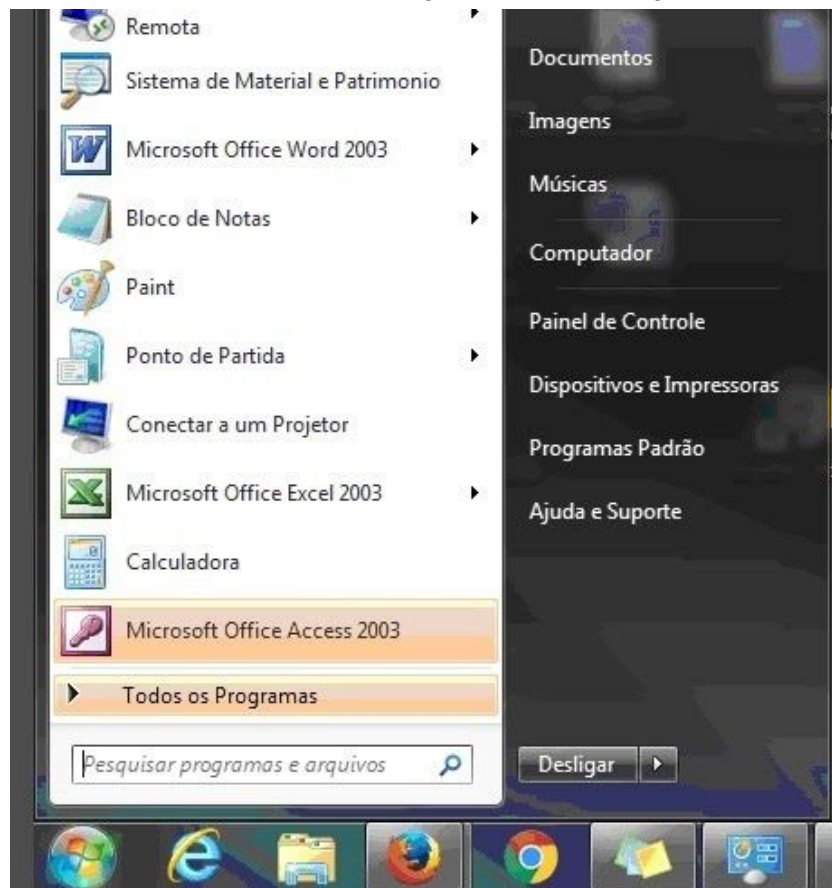 Remota
Sistema de Material e Patrimonio
Microsoft Office Word 2003
Bloco de Notas
Paint
Ponto de Partida
Conectar a um Projetor
Microsoft Office Excel 2003
Calculadora
Microsoft Office Access 2003
Todos os Programas
Pesquisar programas e arquivos
Documentos
Imagens
Músicas
Computador
Painel de Controle
Dispositivos e Impressoras
Programas Padrão
Ajuda e Suporte
Desligar